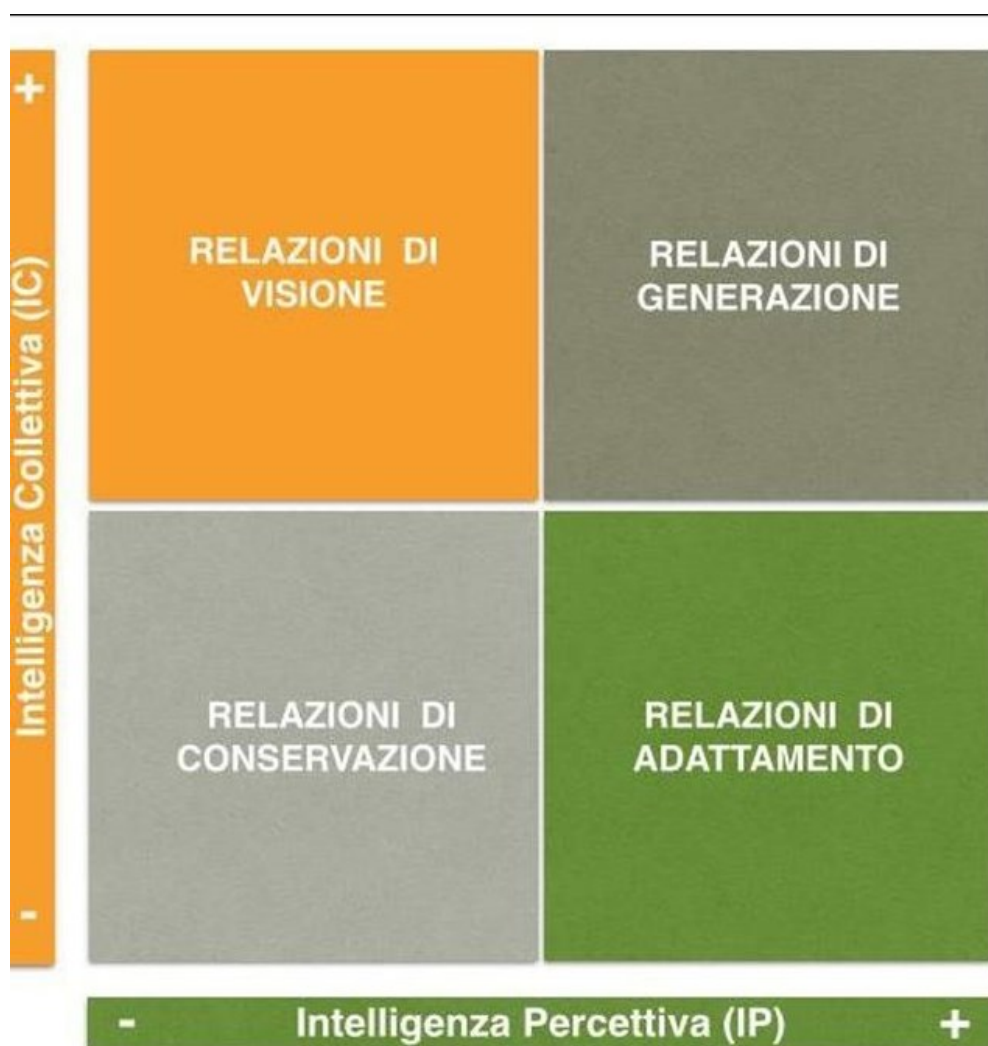 +
Intelligenza Collettiva (IC)
-
RELAZIONI DI
VISIONE
RELAZIONI DI
GENERAZIONE
RELAZIONI DI
CONSERVAZIONE
RELAZIONI DI
ADATTAMENTO
- Intelligenza Percettiva (IP) +